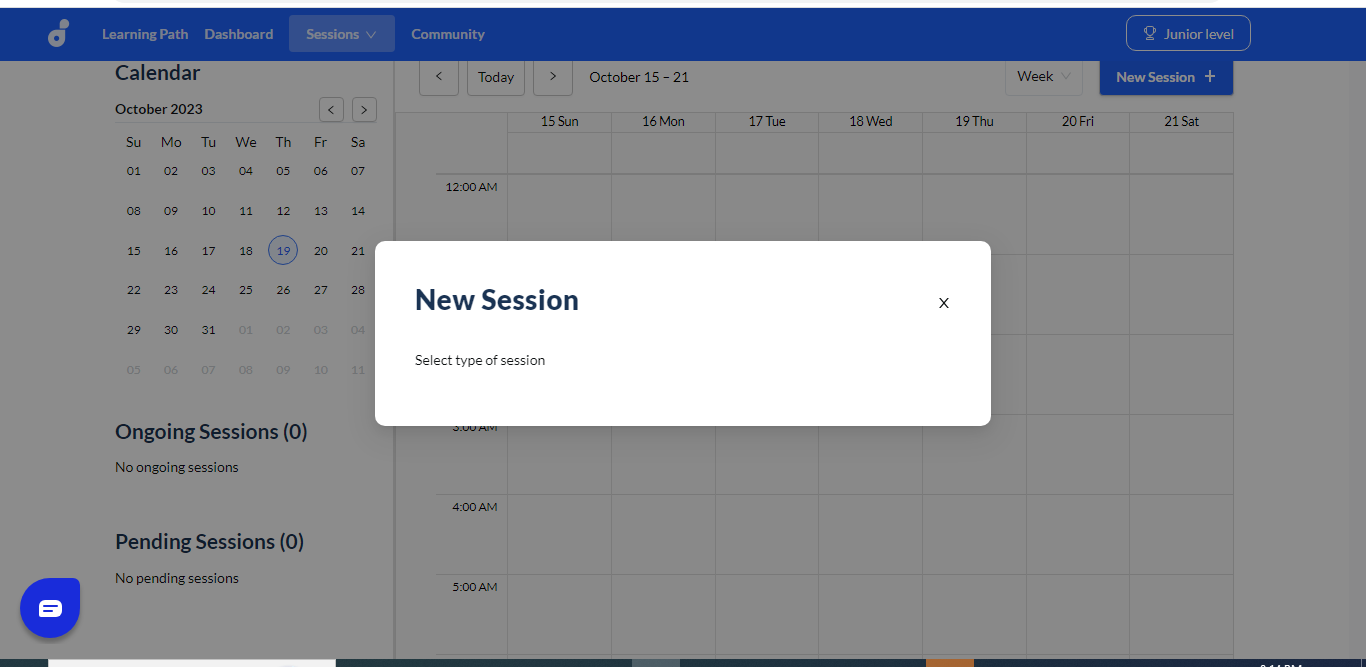 Learning Path Dashboard Sessions Community Junior level
Calendar
< Today > October 15 – 21 Week New Session +
October 2023 < >
Su Mo Tu We Th Fr Sa
01 02 03 04 05 06 07
08 09 10 11 12 13 14
15 16 17 18 19 20 21
22 23 24 25 26 27 28
29 30 31 01 02 03 04
05 06 07 08 09 10 11
Ongoing Sessions (0)
No ongoing sessions
Pending Sessions (0)
No pending sessions
15 Sun 16 Mon 17 Tue 18 Wed 19 Thu 20 Fri 21 Sat
12:00 AM
New Session X
Select type of session
3:00 AM
4:00 AM
5:00 AM